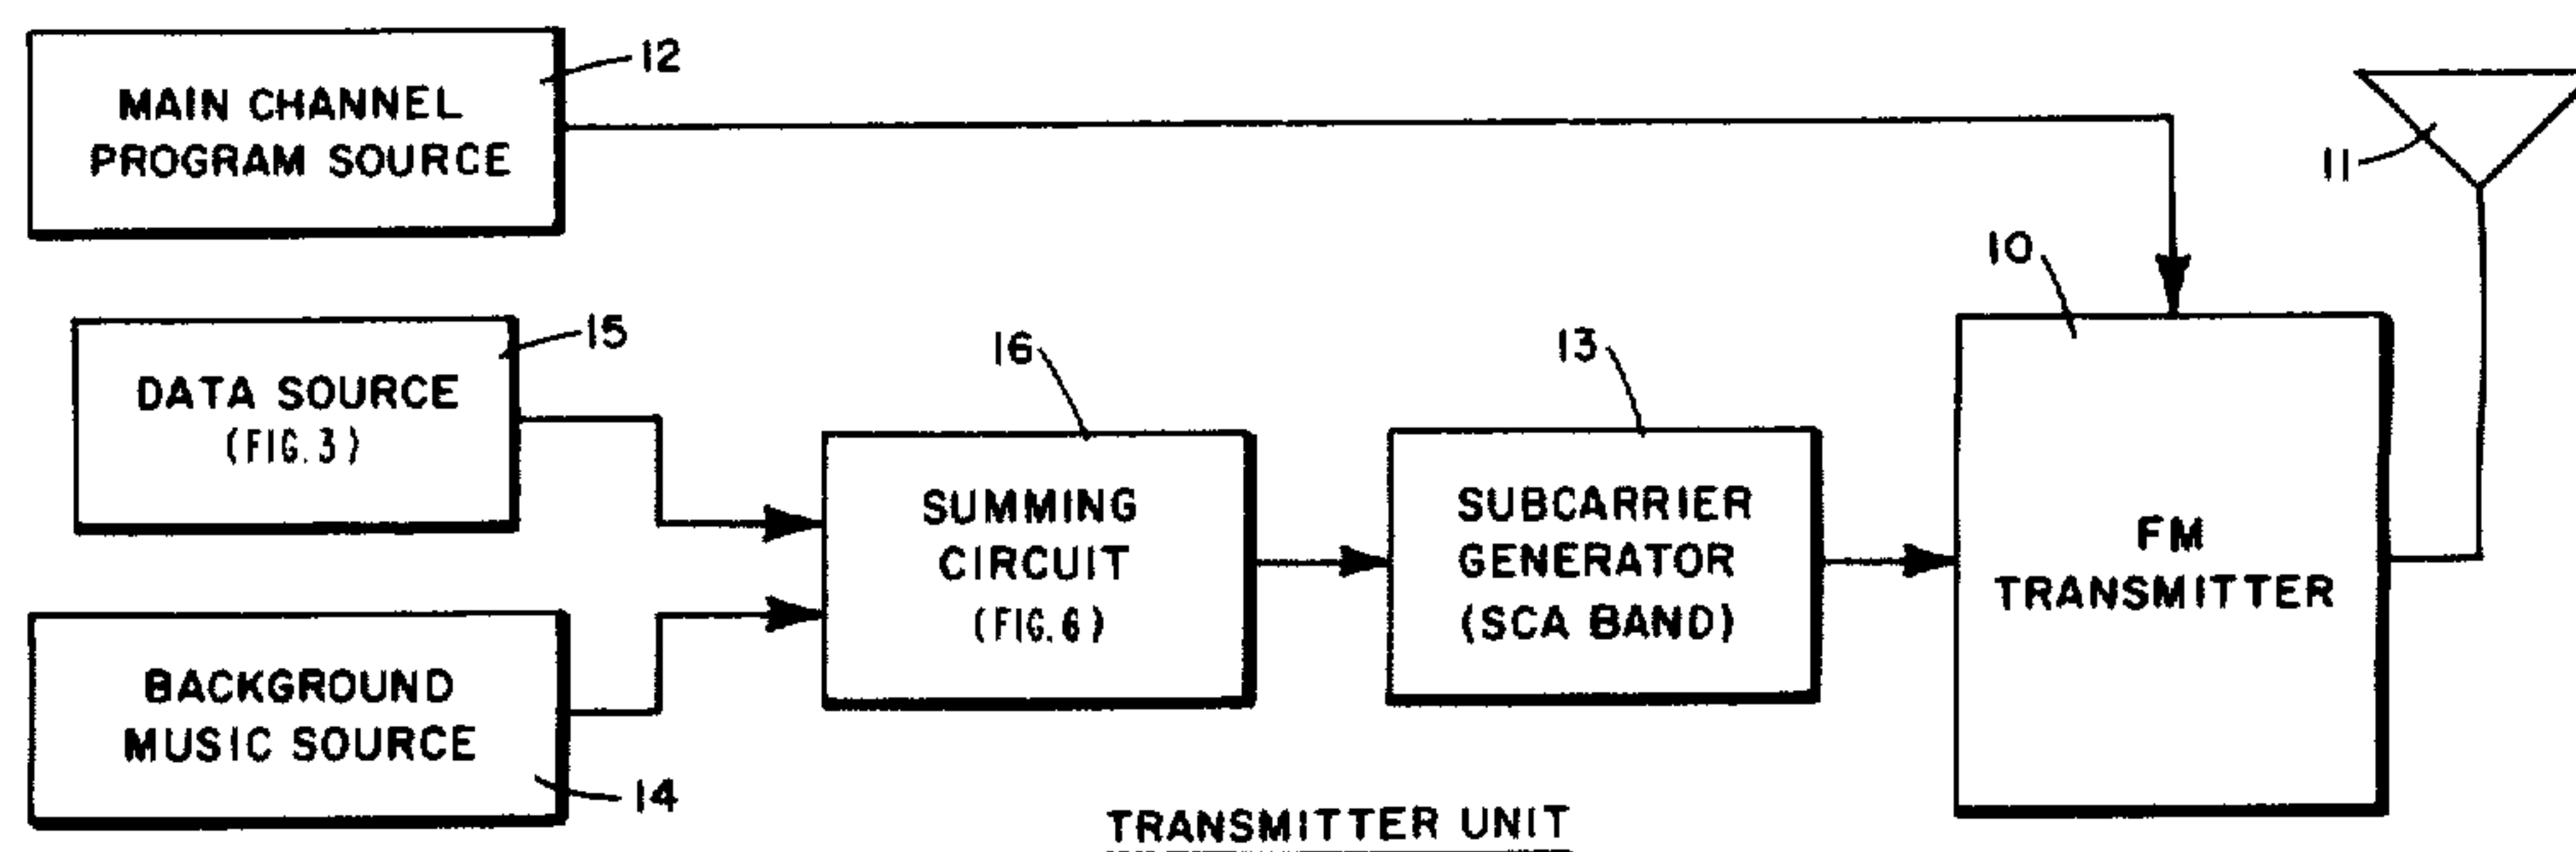 12
MAIN CHANNEL
PROGRAM SOURCE
11
10
15
DATA SOURCE
(FIG. 3)
16
13
SUMMING
CIRCUIT
(FIG. 6)
SUBCARRIER
GENERATOR
(SCA BAND)
FM
TRANSMITTER
BACKGROUND
MUSIC SOURCE
14
TRANSMITTER UNIT